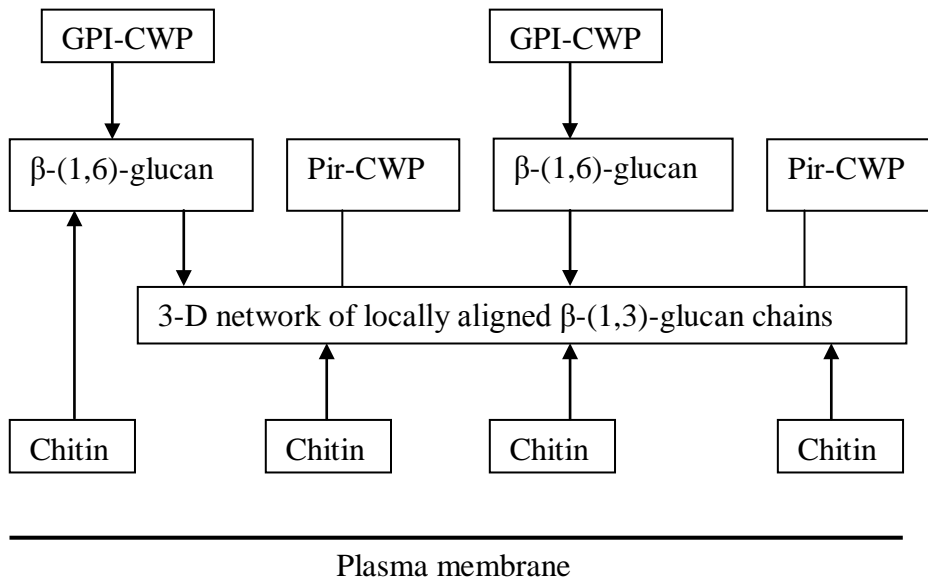 GPI-CWP
GPI-CWP
β-(1,6)-glucan
Pir-CWP
β-(1,6)-glucan
Pir-CWP
3-D network of locally aligned β-(1,3)-glucan chains
Chitin
Chitin
Chitin
Chitin
Plasma membrane